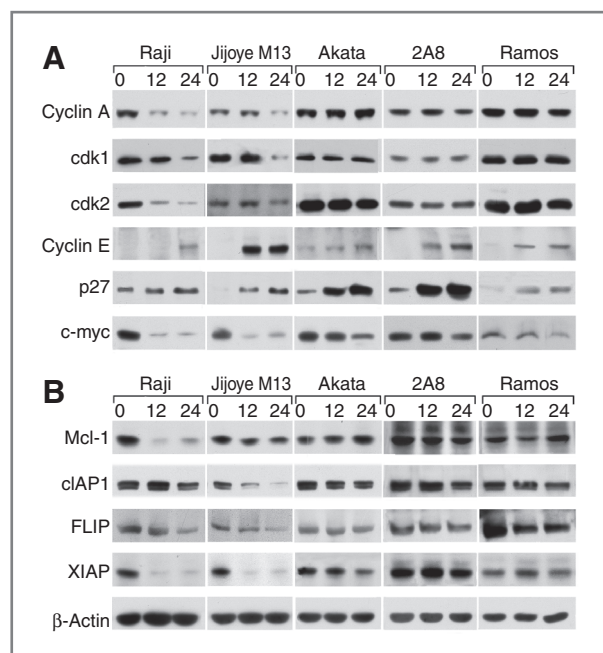 A
Raji Jijoye M13 Akata 2A8 Ramos
0 12 24 0 12 24 0 12 24 0 12 24 0 12 24
Cyclin A
cdk1
cdk2
Cyclin E
p27
c-myc
B
Raji Jijoye M13 Akata 2A8 Ramos
0 12 24 0 12 24 0 12 24 0 12 24 0 12 24
Mcl-1
cIAP1
FLIP
XIAP
β-Actin